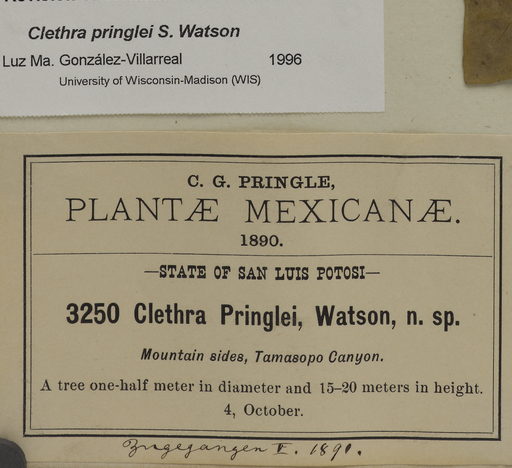 Clethra pringlei S. Watson
Luz Ma. González-Villarreal 1996
University of Wisconsin-Madison (WIS)
C. G. PRINGLE,
PLANTÆ MEXICANÆ.
1890.
—STATE OF SAN LUIS POTOSI—
3250 Clethra Pringlei, Watson, n. sp.
Mountain sides, Tamasopo Canyon.
A tree one-half meter in diameter and 15–20 meters in height.
4, October.
Zugegangen V. 1891.